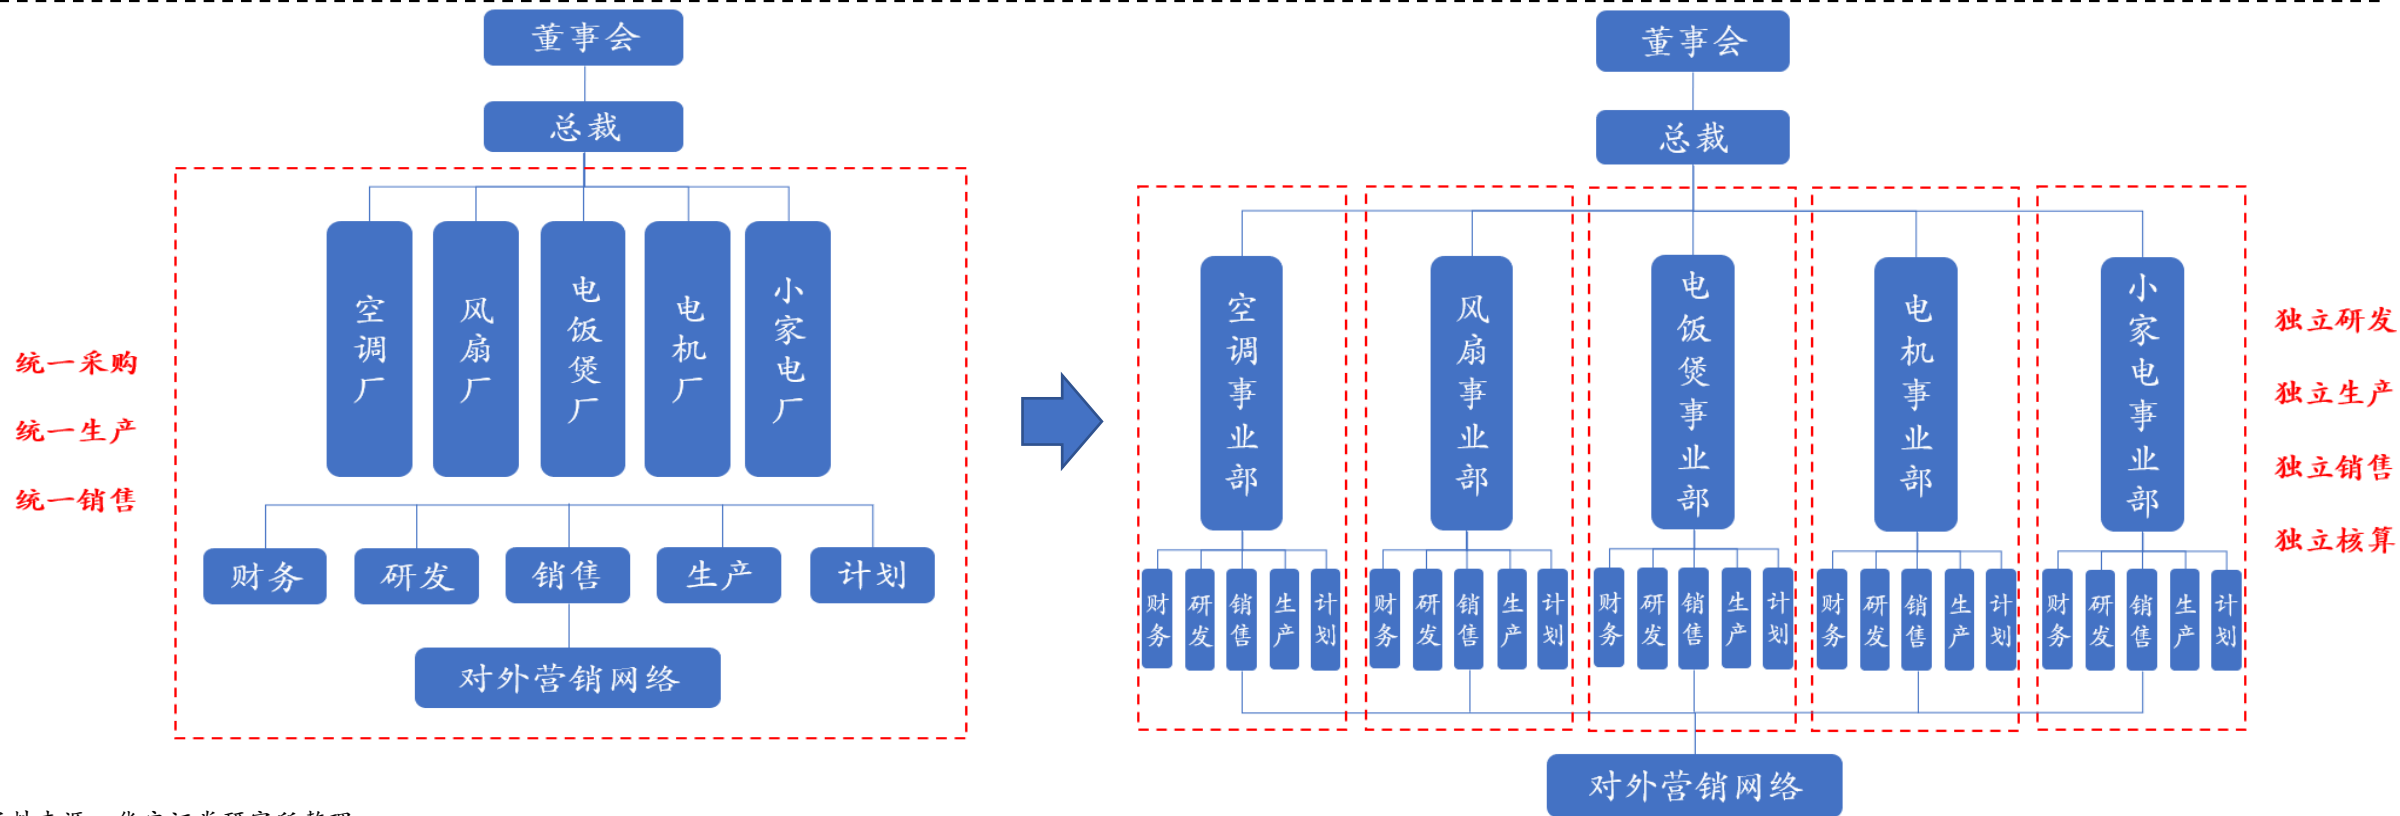 董事会
总裁
空调厂
风扇厂
电饭煲厂
电机厂
小家电厂
统一采购
统一生产
统一销售
财务
研发
销售
生产
计划
对外营销网络
董事会
总裁
空调事业部
风扇事业部
电饭煲事业部
电机事业部
小家电事业部
独立研发
独立生产
独立销售
独立核算
财务
研发
销售
生产
计划
财务
研发
销售
生产
计划
财务
研发
销售
生产
计划
财务
研发
销售
生产
计划
财务
研发
销售
生产
计划
对外营销网络